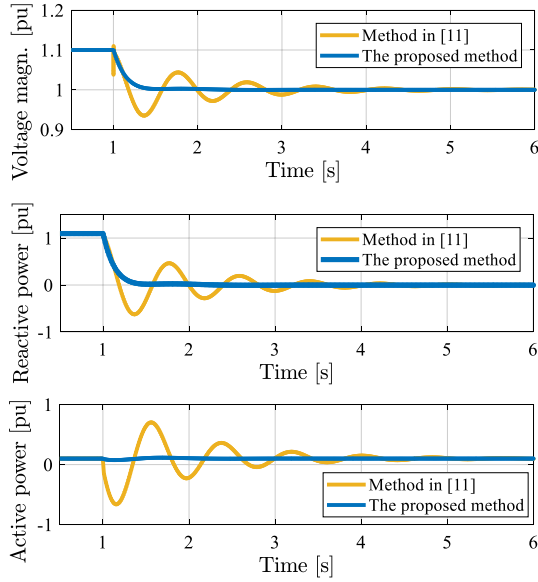 Voltage magn. [pu]
1.2
1.1
1
0.9
Method in [11]
The proposed method
1 2 3 4 5 6
Time [s]
Reactive power [pu]
1
0
-1
Method in [11]
The proposed method
1 2 3 4 5 6
Time [s]
Active power [pu]
1
0
-1
Method in [11]
The proposed method
1 2 3 4 5 6
Time [s]